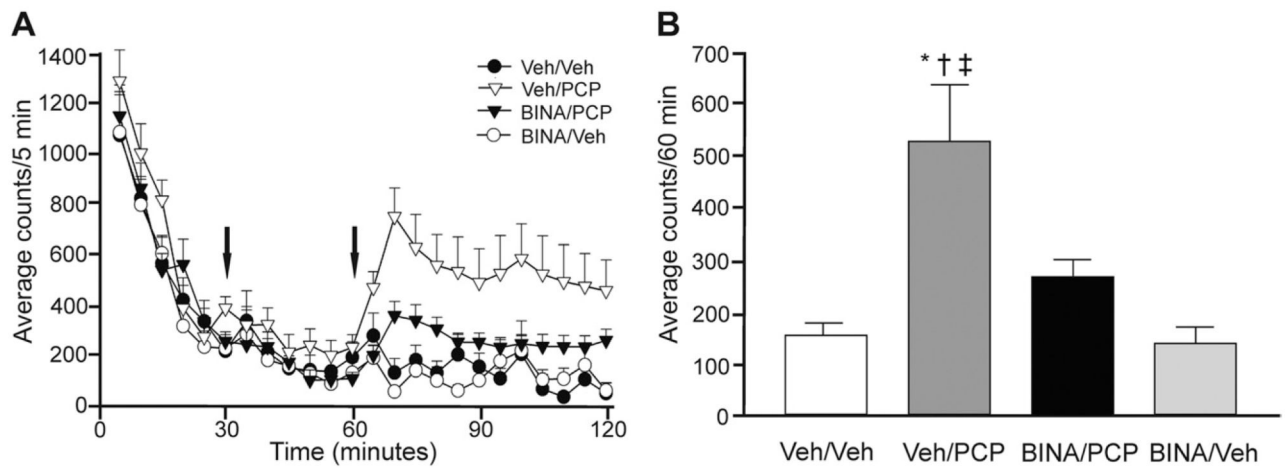 A
Average counts/5 min
1400
1200
1000
800
600
400
200
0
0
30
60
90
120
Time (minutes)
Veh/Veh
Veh/PCP
BINA/PCP
BINA/Veh
B
Average counts/60 min
700
600
500
400
300
200
100
0
* † ‡
Veh/Veh
Veh/PCP
BINA/PCP
BINA/Veh